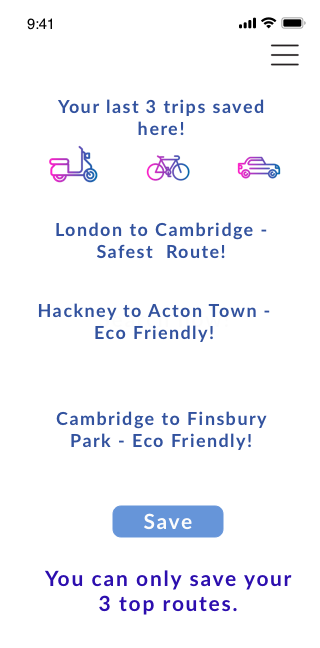 9:41
Your last 3 trips saved
here!
London to Cambridge -
Safest  Route!
Hackney to Acton Town -
Eco Friendly!
Cambridge to Finsbury
Park - Eco Friendly!
Save
You can only save your
3 top routes.